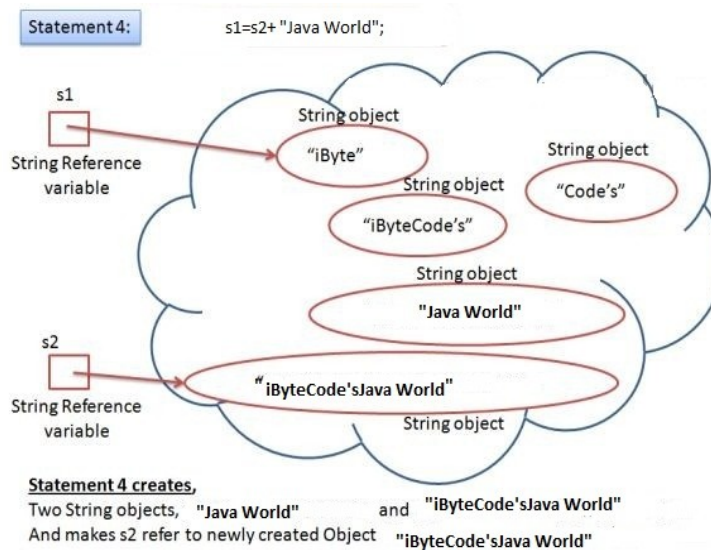 Statement 4: s1=s2+ "Java World";
s1
String Reference
variable
String object
“iByte”
String object
“Code’s”
String object
“iByteCode’s”
String object
"Java World"
s2
String Reference
variable
“iByteCode'sJava World"
String object
Statement 4 creates,
Two String objects, "Java World" and "iByteCode'sJava World"
And makes s2 refer to newly created Object "iByteCode'sJava World"